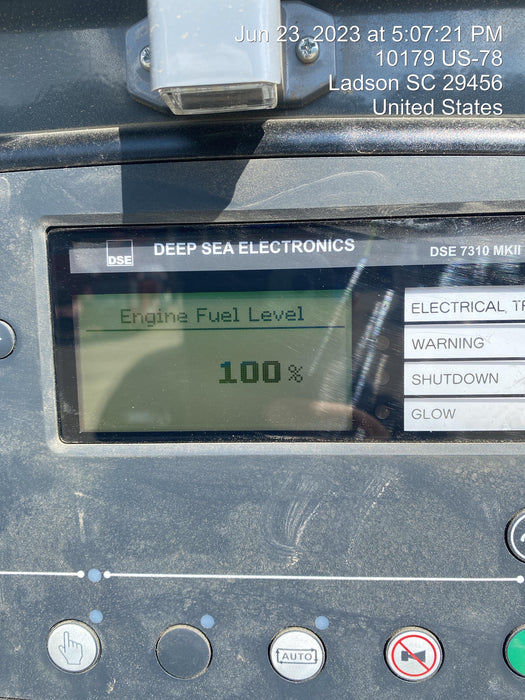 Jun 23, 2023 at 5:07:21 PM
10179 US-78
Ladson SC 29456
United States
DSE
DEEP SEA ELECTRONICS
DSE 7310 MKII
Engine Fuel Level
100%
ELECTRICAL
WARNING
SHUTDOWN
GLOW
AUTO